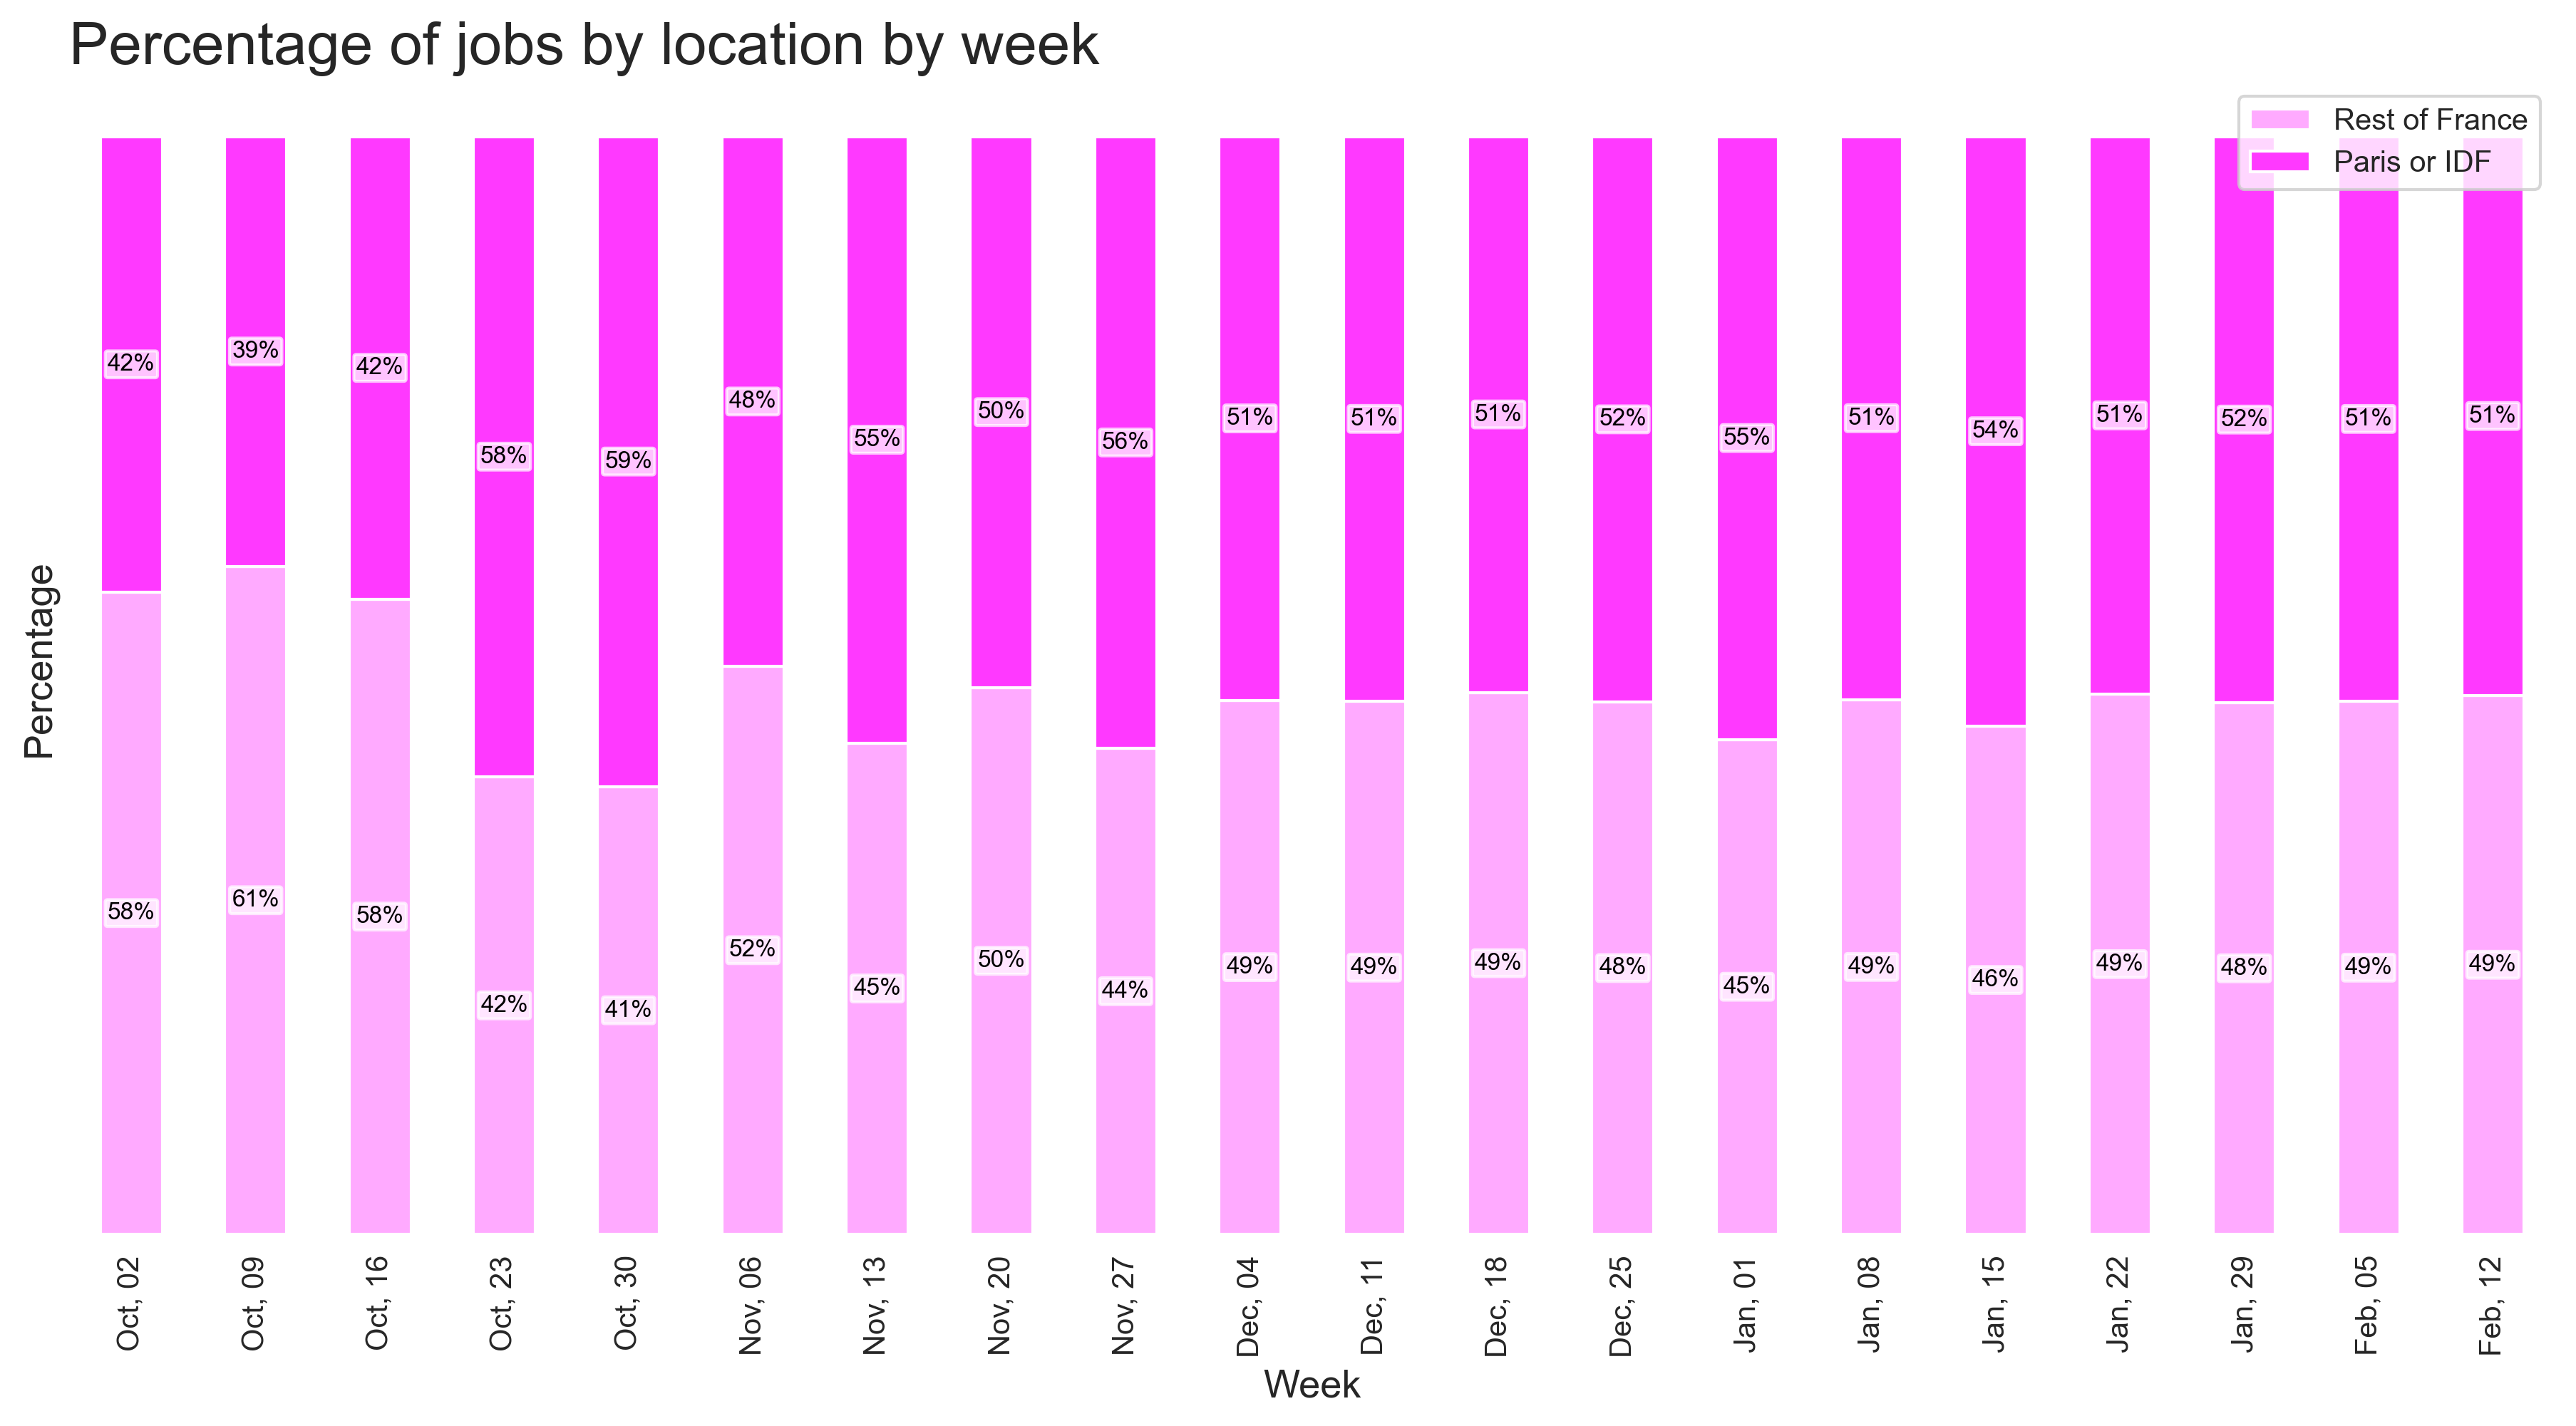 Percentage of jobs by location by week
Rest of France
Paris or IDF
Percentage
42% 39% 42% 58% 59% 48% 55% 50% 56% 51% 51% 51% 52% 55% 51% 54% 51% 52% 51% 51%
58% 61% 58% 42% 41% 52% 45% 50% 44% 49% 49% 49% 48% 45% 49% 46% 49% 48% 49% 49%
Oct, 02 Oct, 09 Oct, 16 Oct, 23 Oct, 30 Nov, 06 Nov, 13 Nov, 20 Nov, 27 Dec, 04 Dec, 11 Dec, 18 Dec, 25 Jan, 01 Jan, 08 Jan, 15 Jan, 22 Jan, 29 Feb, 05 Feb, 12
Week